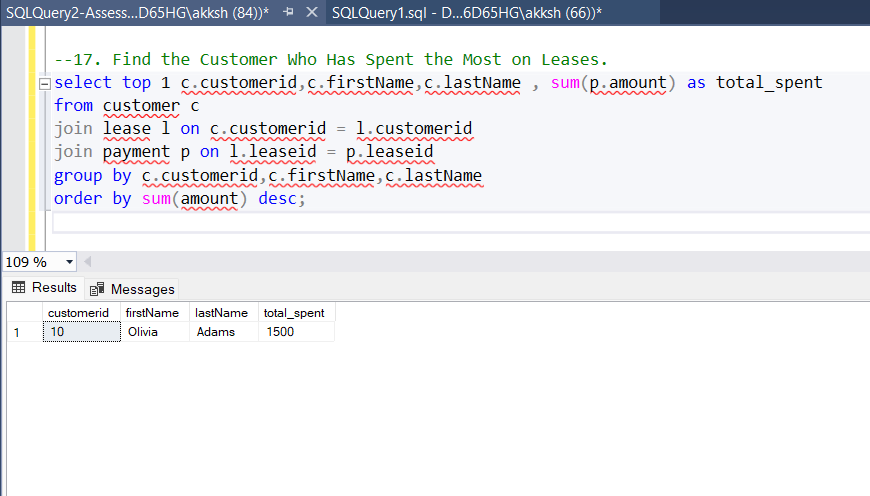 SQLQuery2-Assess...D65HG\akksh (84))* SQLQuery1.sql - D...6D65HG\akksh (66))*
--17. Find the Customer Who Has Spent the Most on Leases.
select top 1 c.customerid,c.firstName,c.lastName , sum(p.amount) as total_spent
from customer c
join lease l on c.customerid = l.customerid
join payment p on l.leaseid = p.leaseid
group by c.customerid,c.firstName,c.lastName
order by sum(amount) desc;
109 %
Results Messages
customerid firstName lastName total_spent
1 10 Olivia Adams 1500